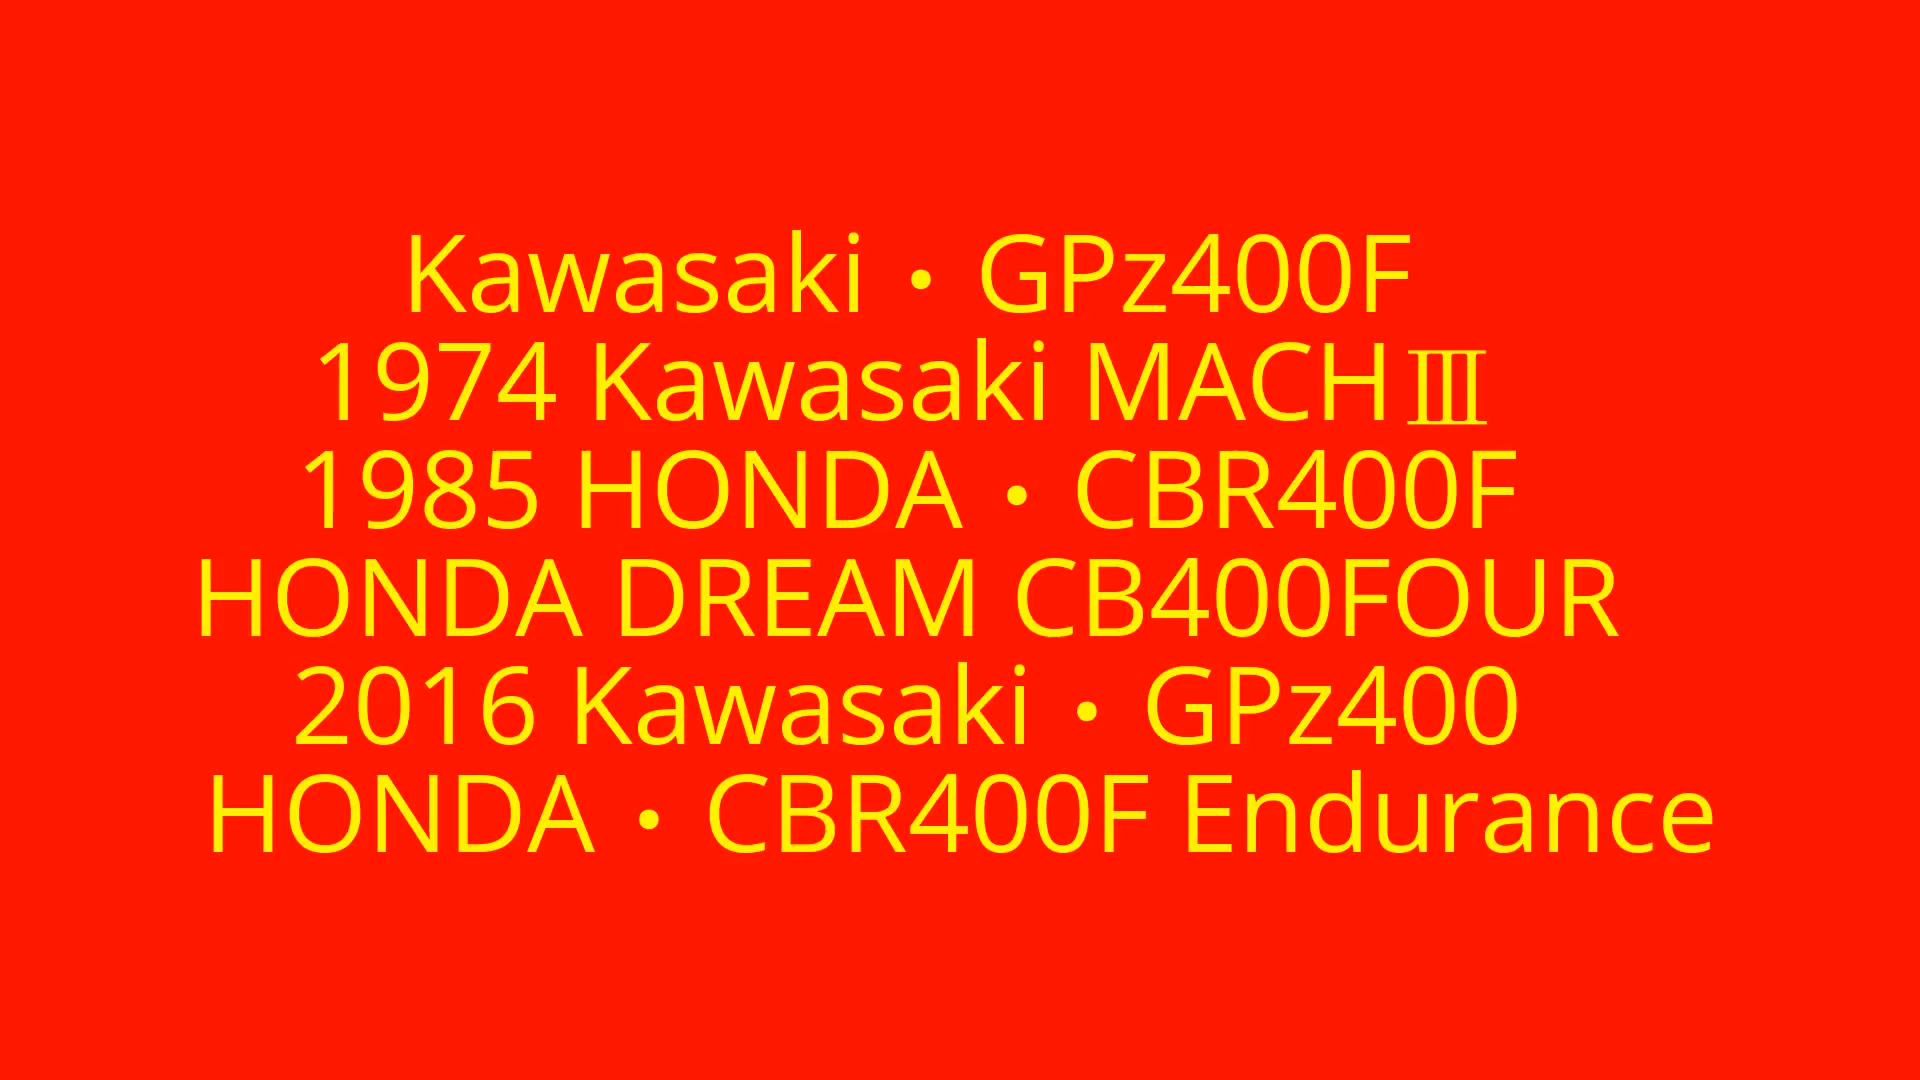 Kawasaki・GPz400F
1974 Kawasaki MACHⅢ
1985 HONDA・CBR400F
HONDA DREAM CB400FOUR
2016 Kawasaki・GPz400
HONDA・CBR400F Endurance